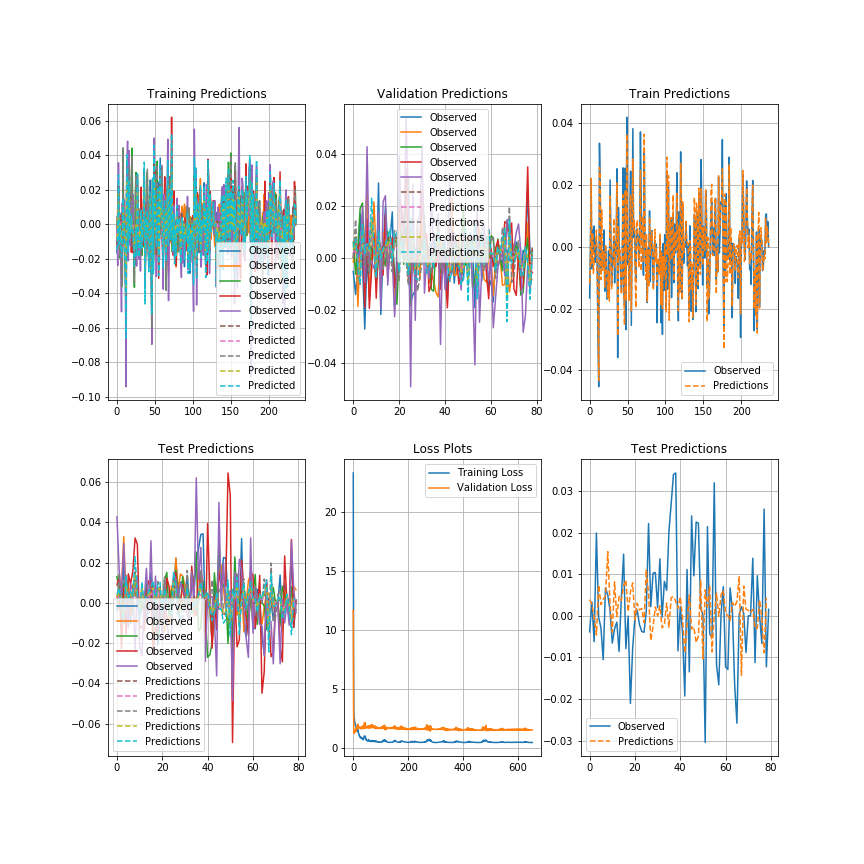 Training Predictions
0.06
0.04
0.02
0.00
−0.02
−0.04
−0.06
−0.08
−0.10
0
50
100
150
200
Observed
Observed
Observed
Observed
Observed
Predicted
Predicted
Predicted
Predicted
Predicted
Validation Predictions
0.04
0.02
0.00
−0.02
−0.04
0
20
40
60
80
Observed
Observed
Observed
Observed
Observed
Predictions
Predictions
Predictions
Predictions
Predictions
Train Predictions
0.04
0.02
0.00
−0.02
−0.04
0
50
100
150
200
Observed
Predictions
Test Predictions
0.06
0.04
0.02
0.00
−0.02
−0.04
−0.06
0
20
40
60
80
Observed
Observed
Observed
Observed
Observed
Predictions
Predictions
Predictions
Predictions
Predictions
Loss Plots
20
15
10
5
0
0
200
400
600
Training Loss
Validation Loss
Test Predictions
0.03
0.02
0.01
0.00
−0.01
−0.02
−0.03
0
20
40
60
80
Observed
Predictions